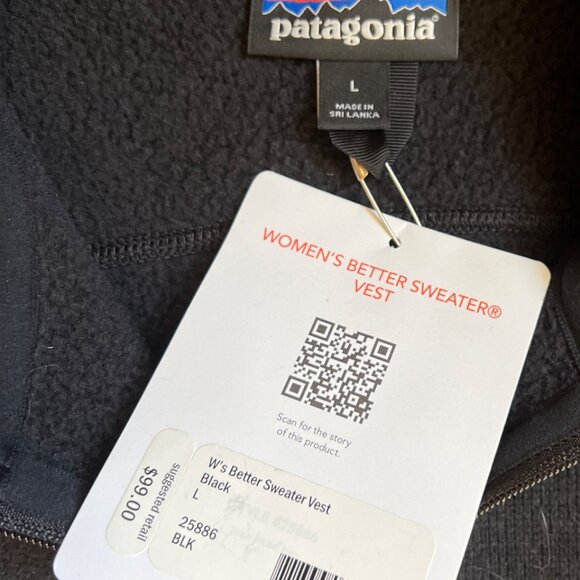 patagonia®
L
MADE IN
SRI LANKA
WOMEN'S BETTER SWEATER®
VEST
Scan for the story
of this product.
W's Better Sweater Vest
Black
L
25886
BLK
suggested retail
$99.00